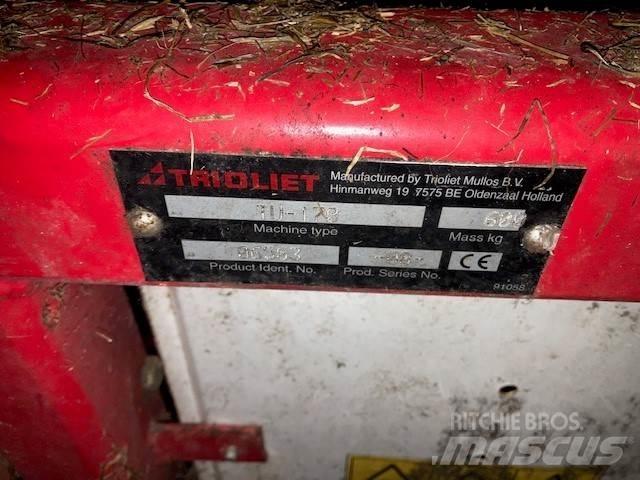 TRIOLIET
Manufactured by Trioliet Mullos B.V.
Hinmanweg 19 7575 BE Oldenzaal Holland
Machine type
Mass kg
Product Ident. No.
Prod. Series No.
CE
91058
RITCHIE BROS.
MASCUS